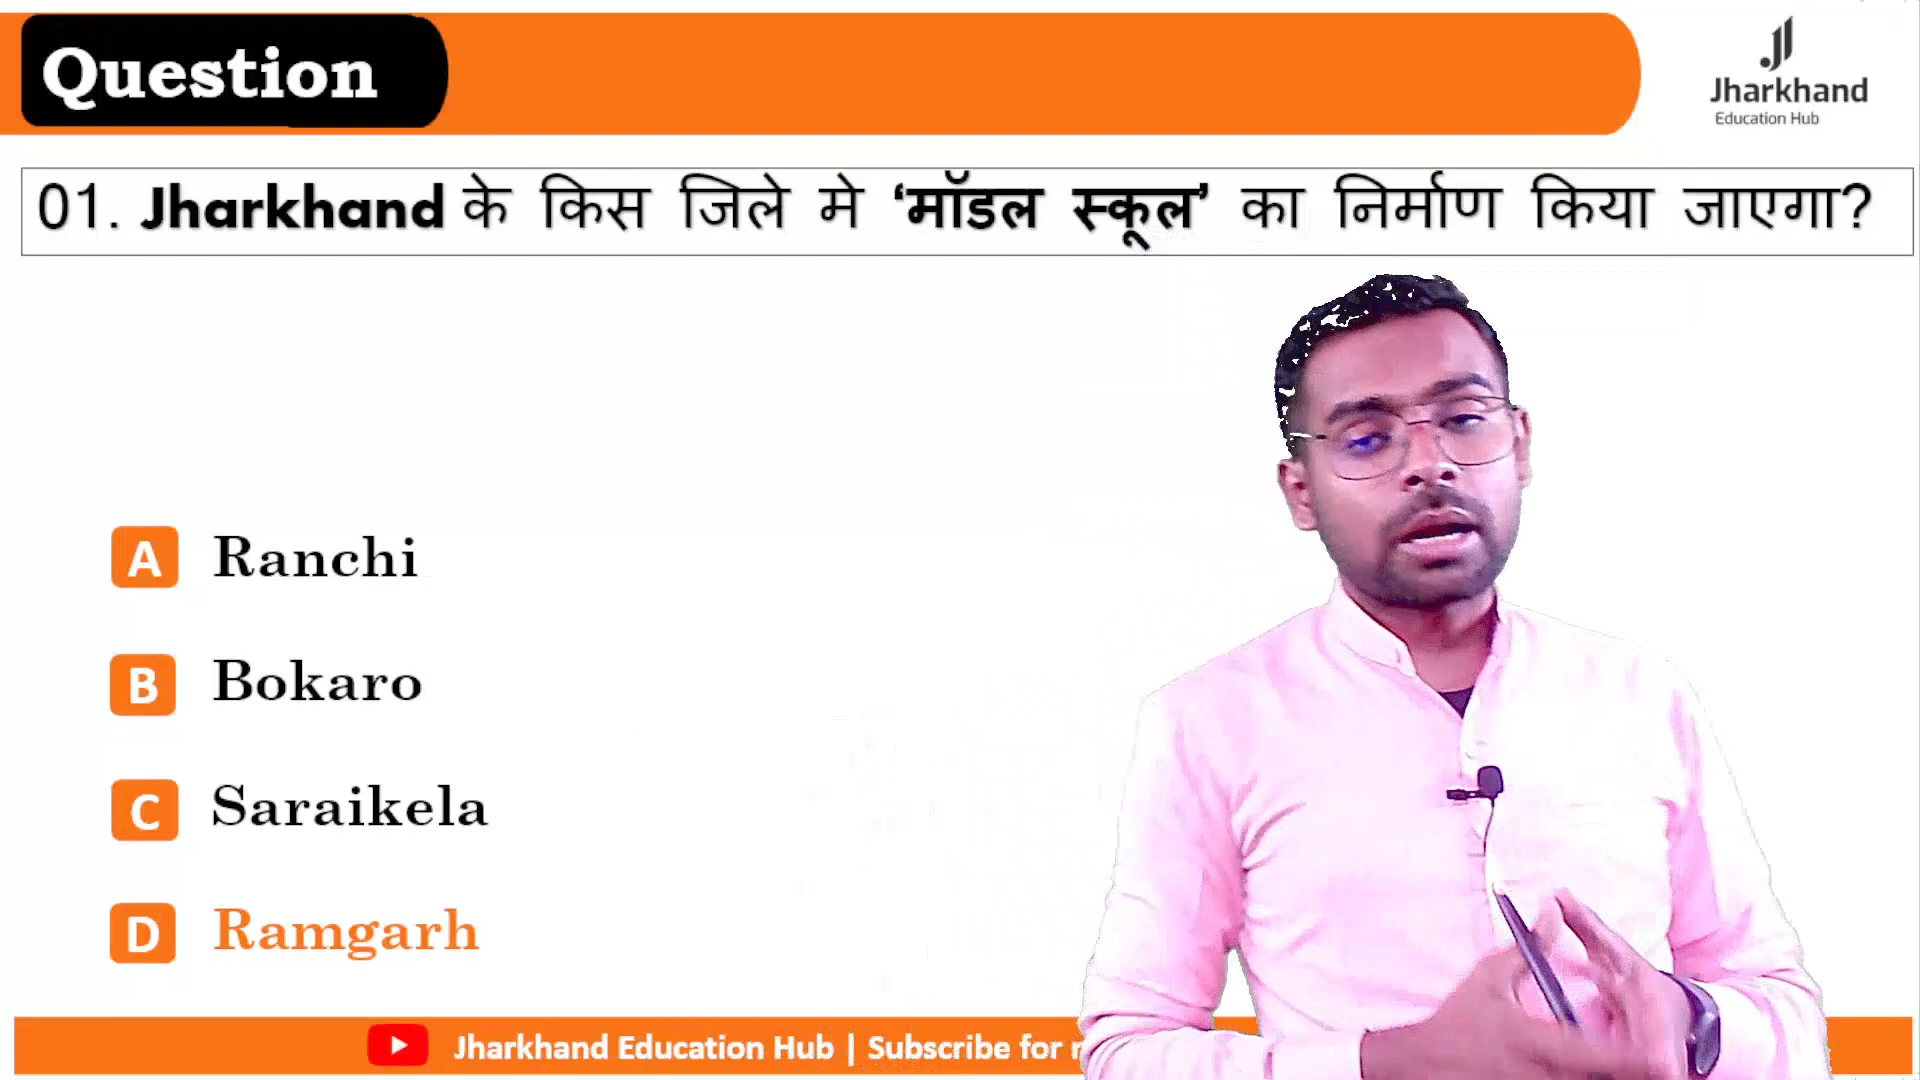 Question
Jharkhand
Education Hub
01. Jharkhand के किस जिले मे ‘मॉडल स्कूल’ का निर्माण किया जाएगा?
A Ranchi
B Bokaro
C Saraikela
D Ramgarh
Jharkhand Education Hub | Subscribe for